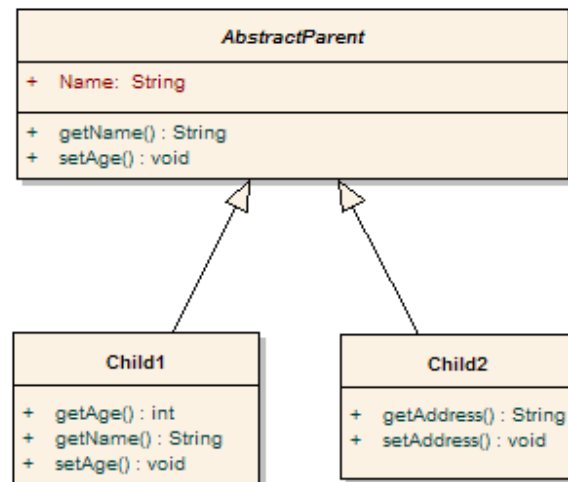 AbstractParent
+ Name: String
+ getName() : String
+ setAge() : void
Child1
+ getAge() : int
+ getName() : String
+ setAge() : void
Child2
+ getAddress() : String
+ setAddress() : void